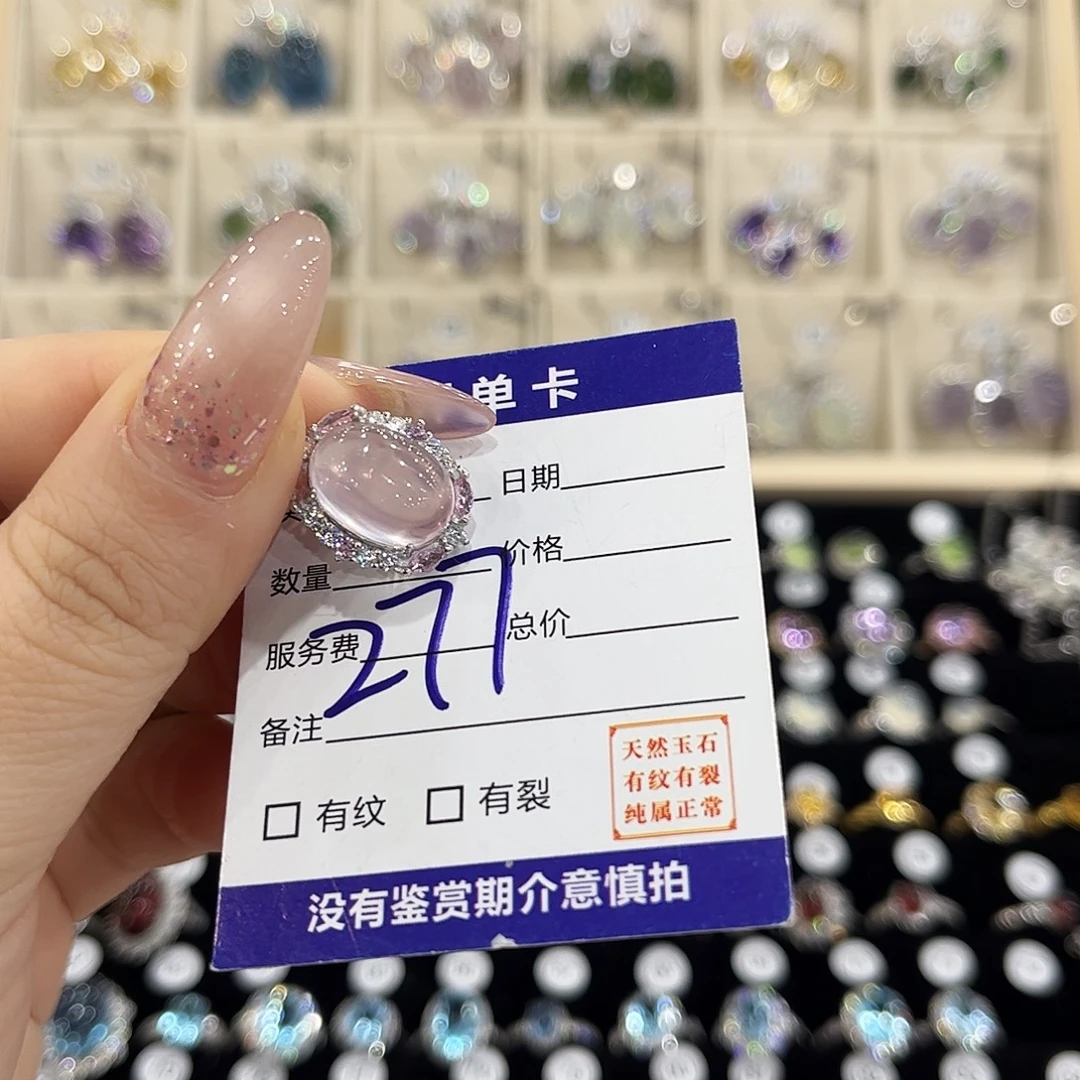 单卡
日期
价格
数量
277
服务费
总价
备注
有纹 有裂
天然玉石
有纹有裂
纯属正常
没有鉴赏期介意慎拍